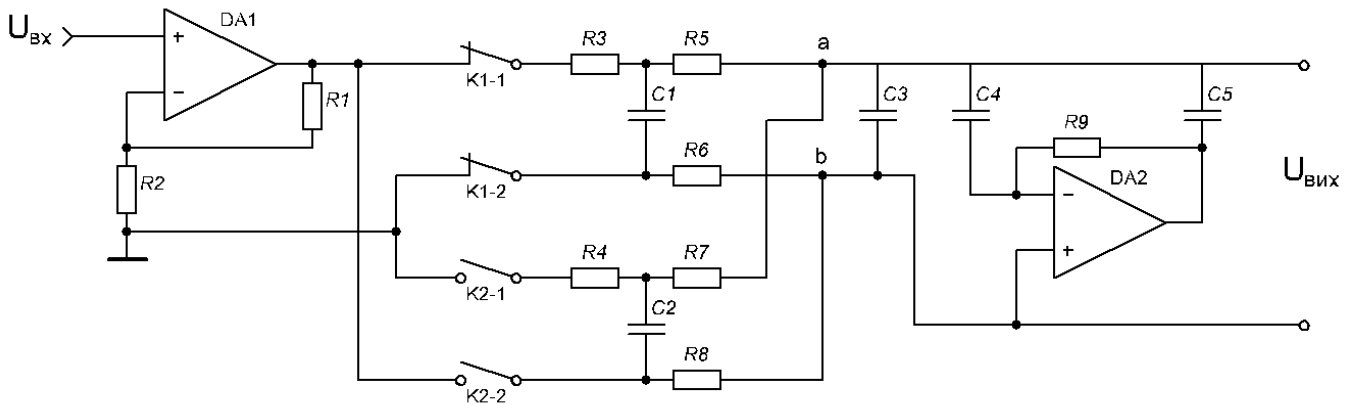 Uвх
DA1
+
−
R1
R2
K1-1
R3
R5
a
C1
C3
C4
C5
K1-2
R6
b
R9
DA2
−
+
Uвих
K2-1
R4
R7
C2
K2-2
R8